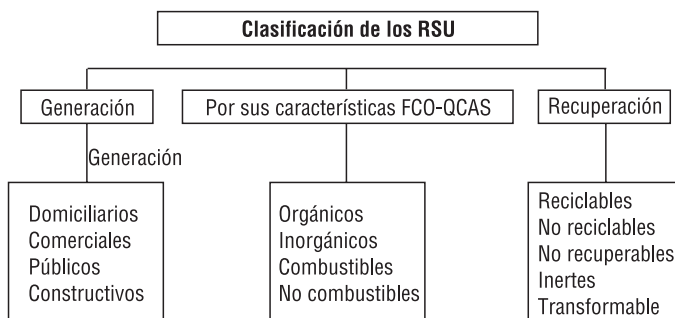 Clasificación de los RSU
Generación
Por sus características FCO-QCAS
Recuperación
Generación
Domiciliarios
Comerciales
Públicos
Constructivos
Orgánicos
Inorgánicos
Combustibles
No combustibles
Reciclables
No reciclables
No recuperables
Inertes
Transformable